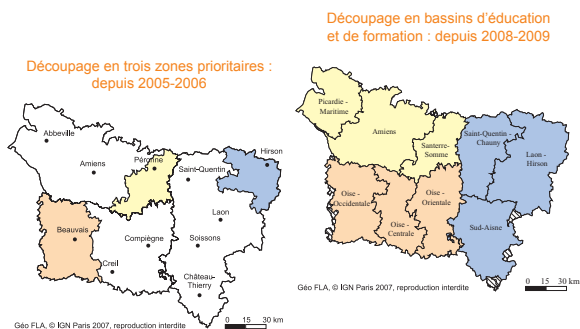 Découpage en trois zones prioritaires :
depuis 2005-2006
Abbeville
Amiens
Péronne
Saint-Quentin
Hirson
Laon
Beauvais
Compiègne
Soissons
Creil
Château-
Thierry
Géo FLA, © IGN Paris 2007, reproduction interdite
0 15 30 km
Découpage en bassins d'éducation
et de formation : depuis 2008-2009
Picardie -
Maritime
Amiens
Santerre-
Somme
Saint-Quentin -
Chauny
Laon -
Hirson
Oise -
Occidentale
Oise -
Orientale
Oise -
Centrale
Sud-Aisne
Géo FLA, © IGN Paris 2007, reproduction interdite
0 15 30 km